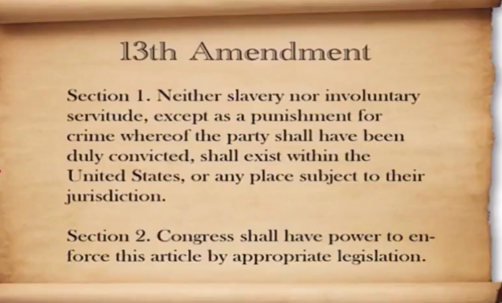 13th Amendment
Section 1. Neither slavery nor involuntary
servitude, except as a punishment for
crime whereof the party shall have been
duly convicted, shall exist within the
United States, or any place subject to their
jurisdiction.
Section 2. Congress shall have power to en-
force this article by appropriate legislation.